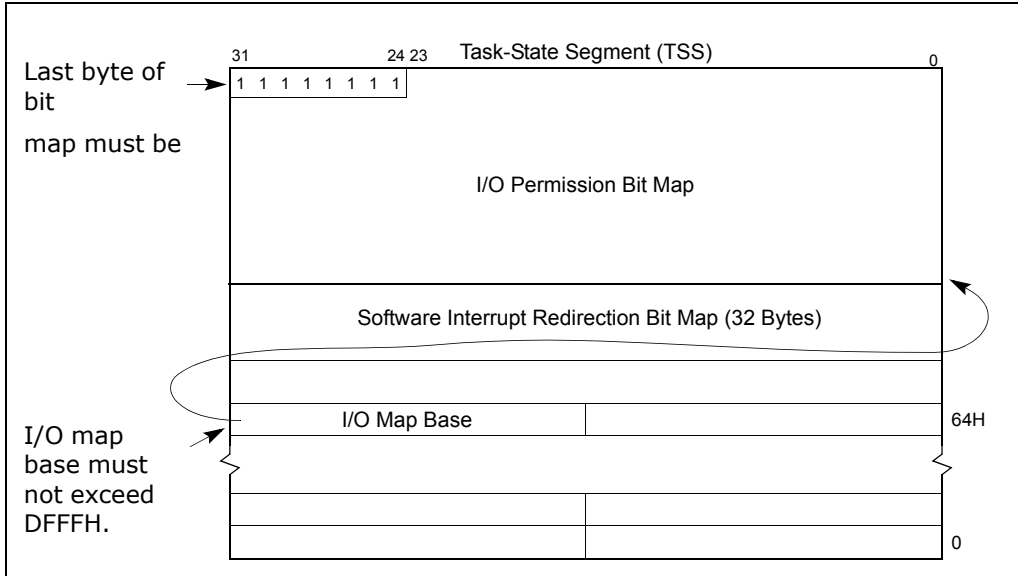 31 24 23 Task-State Segment (TSS) 0
Last byte of
bit
map must be
1 1 1 1 1 1 1 1
I/O Permission Bit Map
Software Interrupt Redirection Bit Map (32 Bytes)
I/O Map Base 64H
I/O map
base must
not exceed
DFFFH.
0